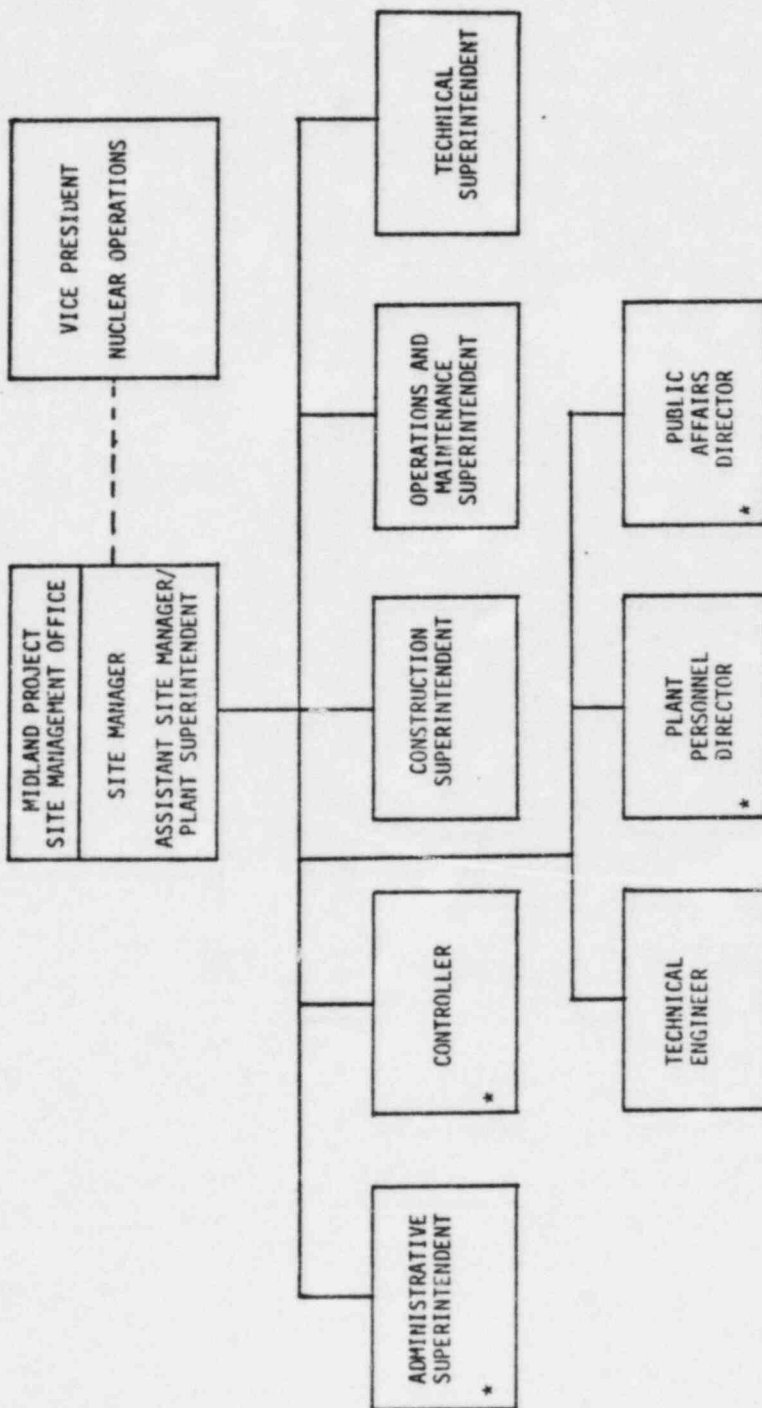 MIDLAND PROJECT
SITE MANAGEMENT OFFICE
SITE MANAGER
ASSISTANT SITE MANAGER/
PLANT SUPERINTENDENT
VICE PRESIDENT
NUCLEAR OPERATIONS
ADMINISTRATIVE
SUPERINTENDENT
*
CONTROLLER
*
CONSTRUCTION
SUPERINTENDENT
OPERATIONS AND
MAINTENANCE
SUPERINTENDENT
TECHNICAL
SUPERINTENDENT
TECHNICAL
ENGINEER
PLANT
PERSONNEL
DIRECTOR
*
PUBLIC
AFFAIRS
DIRECTOR
*